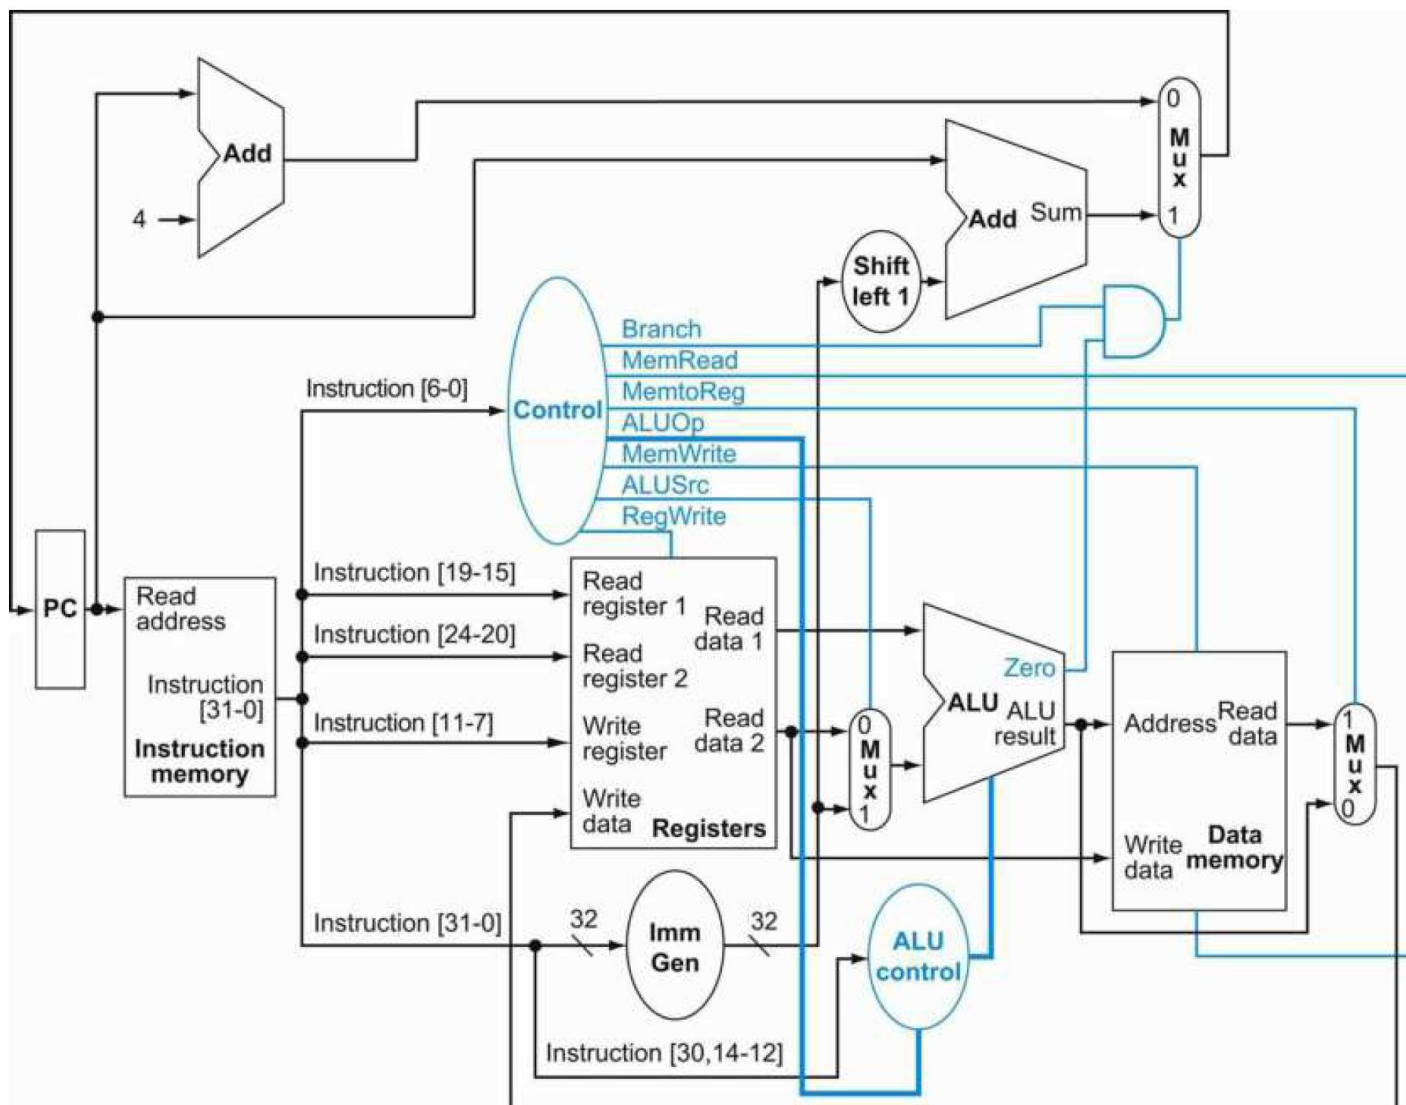 0
Mux
1
Add
4
Add
Sum
Shift
left 1
Branch
MemRead
MemtoReg
ALUOp
MemWrite
ALUSrc
RegWrite
Control
Instruction [6-0]
Instruction [19-15]
Instruction [24-20]
Instruction [11-7]
Instruction [31-0]
PC
Read
address
Instruction
[31-0]
Instruction
memory
Read
register 1
Read
register 2
Write
register
Write
data
Read
data 1
Read
data 2
Registers
0
Mux
1
Zero
ALU
ALU
result
Address
Read
data
Write
data
Data
memory
1
Mux
0
32
Imm
Gen
32
ALU
control
Instruction [30,14-12]